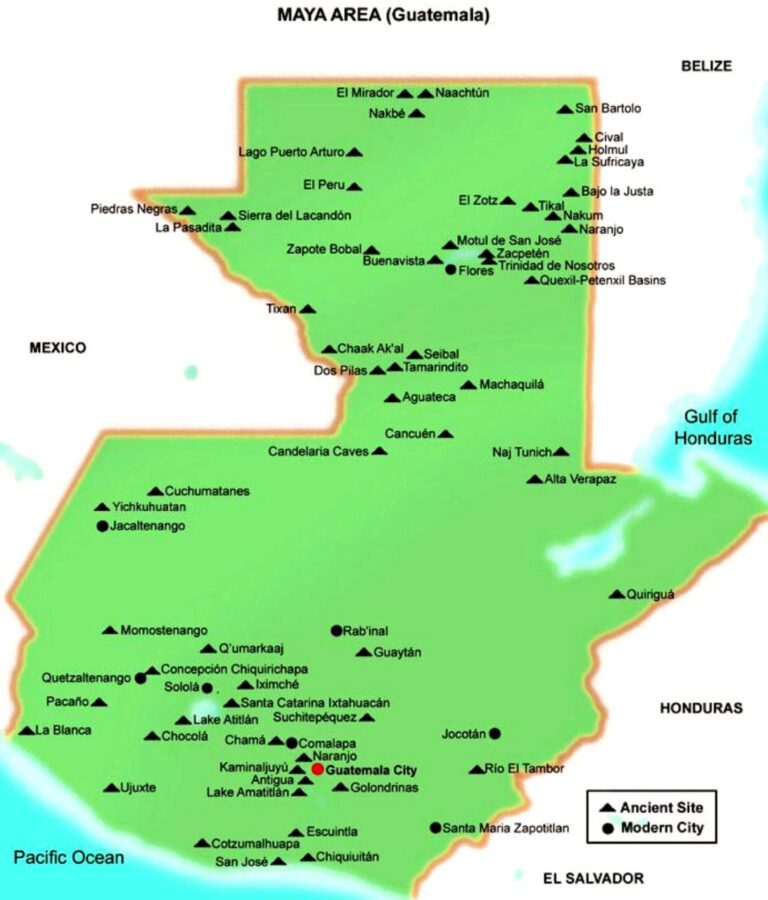 MAYA AREA (Guatemala)
BELIZE
El Mirador
Naachtún
Nakbé
San Bartolo
Cival
Holmul
La Sufricaya
Lago Puerto Arturo
El Peru
Bajo la Justa
El Zotz
Tikal
Nakum
Naranjo
Piedras Negras
Sierra del Lacandón
La Pasadita
Motul de San José
Zapote Bobal
Zacpetén
Buenavista
Trinidad de Nosotros
Flores
Quexil-Petenxil Basins
Tixan
MEXICO
Chaak Ak'al
Seibal
Dos Pilas
Tamarindito
Machaquilá
Aguateca
Gulf of
Honduras
Cancuén
Candelaria Caves
Naj Tunich
Alta Verapaz
Cuchumatanes
Yichkuhuatan
Jacaltenango
Quiriguá
Momostenango
Rab'inal
Q'umarkaaj
Guaytán
Concepción Chiquirichapa
Quetzaltenango
Sololá
Iximché
Pacaño
Santa Catarina Ixtahuacán
HONDURAS
Lake Atitlán
Suchitepéquez
La Blanca
Chocolá
Chamá
Comalapa
Jocotán
Naranjo
Kaminaljuyú
Guatemala City
Río El Tambor
Antigua
Ujuxte
Lake Amatitlán
Golondrinas
Ancient Site
Modern City
Escuintla
Santa Maria Zapotitlan
Cotzumalhuapa
Pacific Ocean
San José
Chiquiuitán
EL SALVADOR